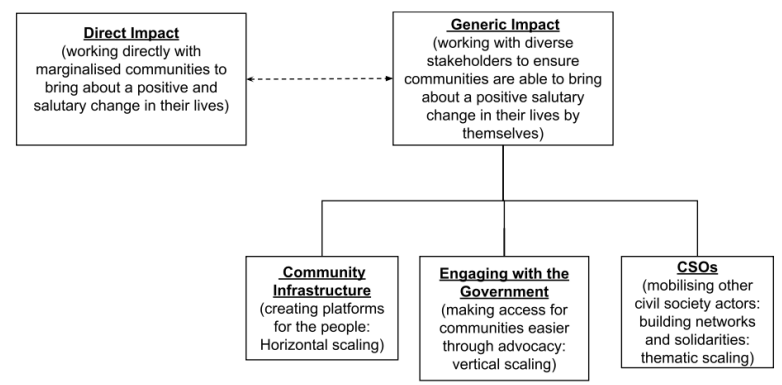 Direct Impact
(working directly with
marginalised communities to
bring about a positive and
salutary change in their lives)
Generic Impact
(working with diverse
stakeholders to ensure
communities are able to bring
about a positive salutary
change in their lives by
themselves)
Community
Infrastructure
(creating platforms
for the people:
Horizontal scaling)
Engaging with the
Government
(making access for
communities easier
through advocacy:
vertical scaling)
CSOs
(mobilising other
civil society actors:
building networks
and solidarities:
thematic scaling)